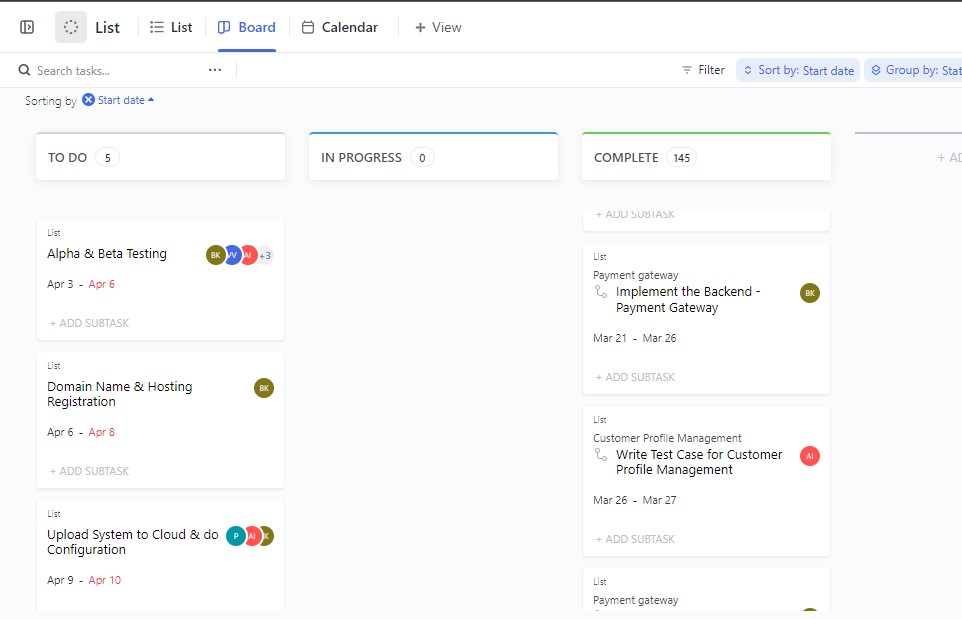 List List Board Calendar + View
Search tasks... ... Filter Sort by: Start date Group by: Stat
Sorting by Start date
TO DO 5
List
Alpha & Beta Testing
BK VV AI +3
Apr 3 - Apr 6
+ ADD SUBTASK
List
Domain Name & Hosting
Registration
BK
Apr 6 - Apr 8
+ ADD SUBTASK
List
Upload System to Cloud & do
Configuration
P AI K
Apr 9 - Apr 10
IN PROGRESS 0
COMPLETE 145
+ ADD SUBTASK
List
Payment gateway
Implement the Backend -
Payment Gateway
BK
Mar 21 - Mar 26
+ ADD SUBTASK
List
Customer Profile Management
Write Test Case for Customer
Profile Management
AI
Mar 26 - Mar 27
+ ADD SUBTASK
List
Payment gateway
+ AD